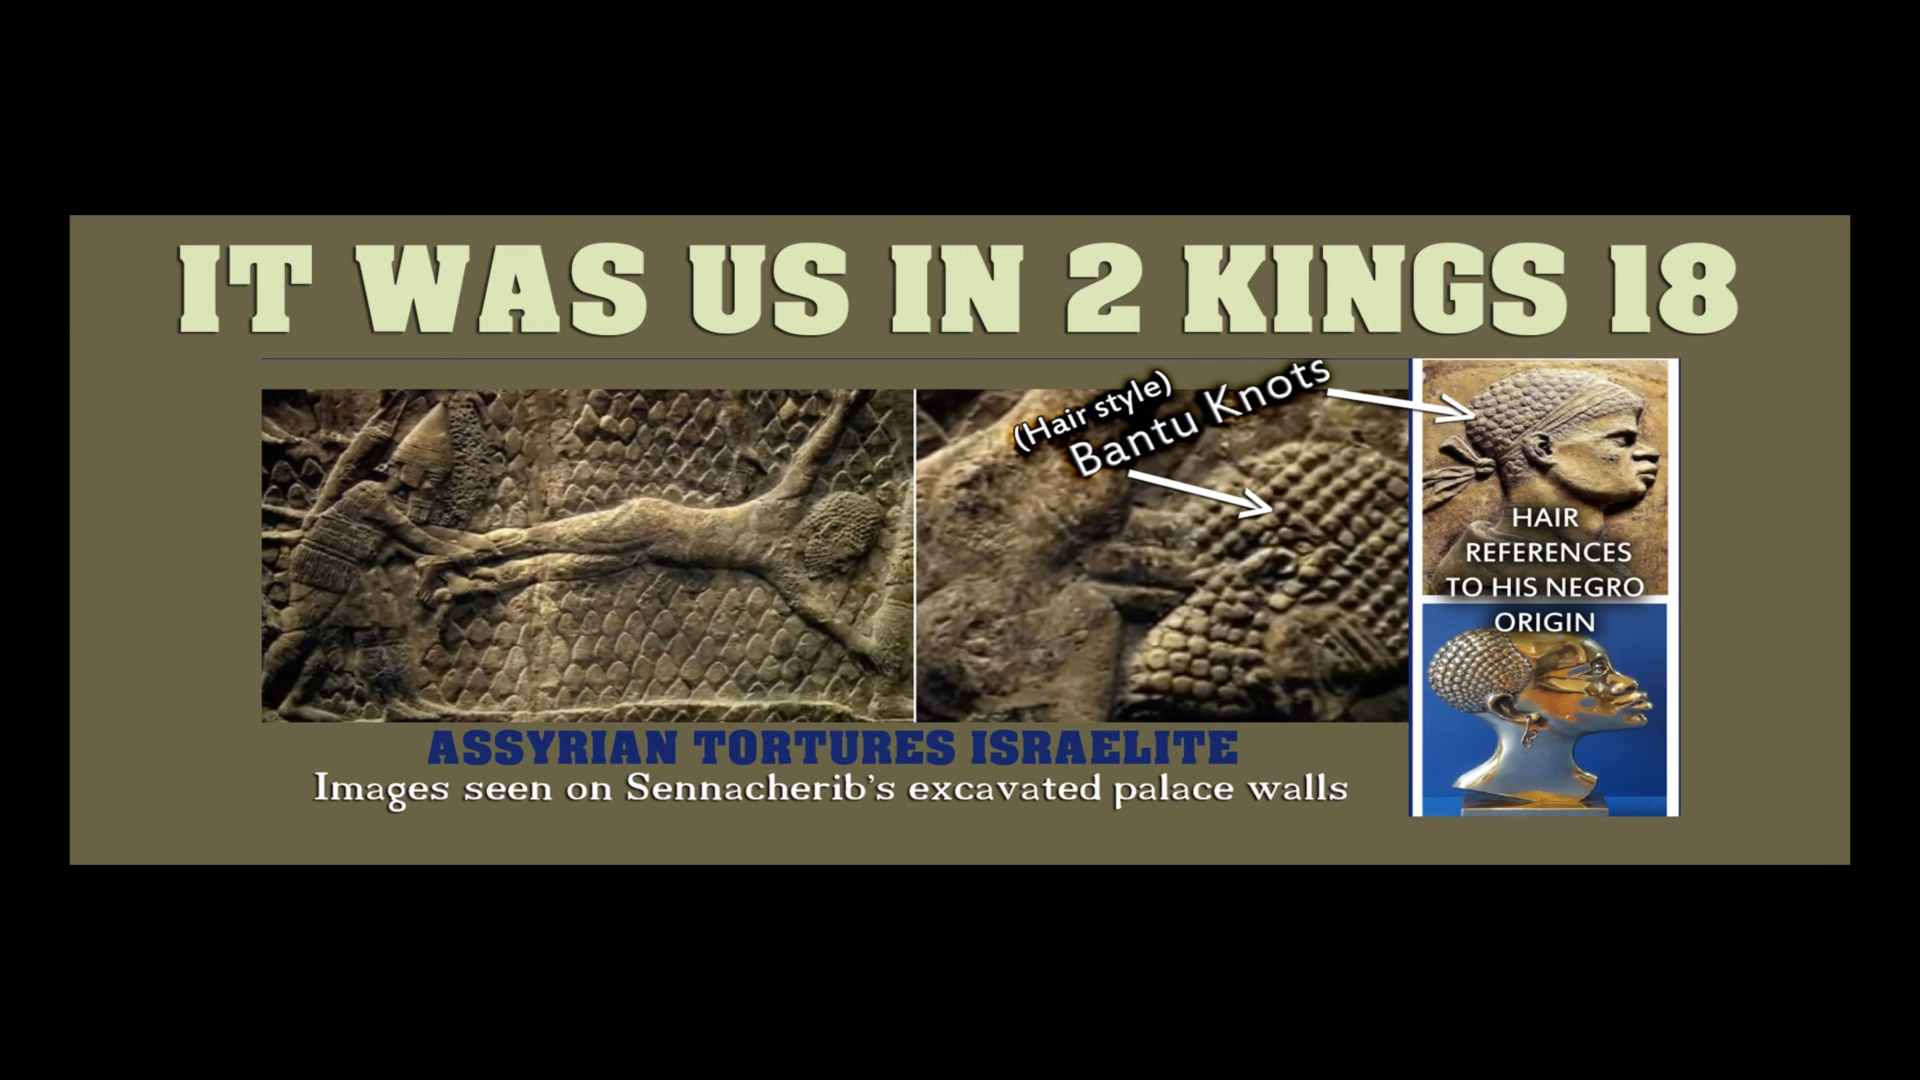 IT WAS US IN 2 KINGS 18
(Hair style)
Bantu Knots
HAIR
REFERENCES
TO HIS NEGRO
ORIGIN
ASSYRIAN TORTURES ISRAELITE
Images seen on Sennacherib's excavated palace walls